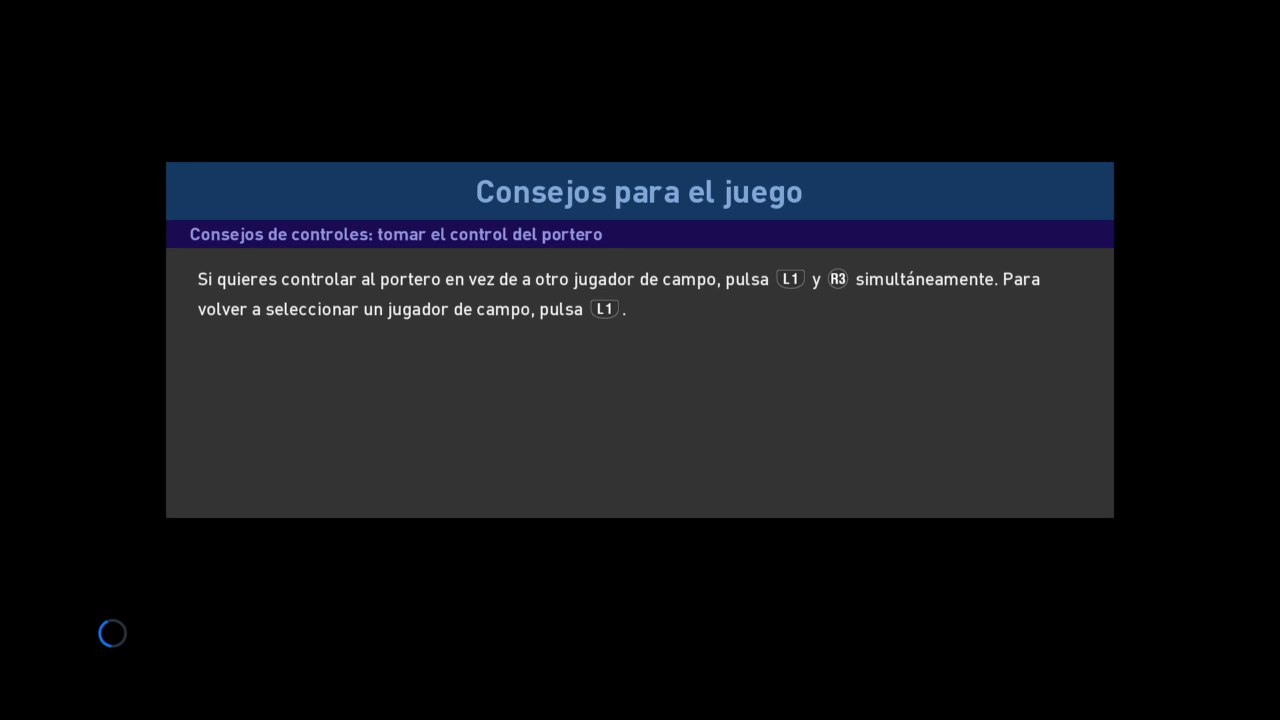 Consejos para el juego
Consejos de controles: tomar el control del portero
Si quieres controlar al portero en vez de a otro jugador de campo, pulsa L1 y R3 simultáneamente. Para
volver a seleccionar un jugador de campo, pulsa L1.